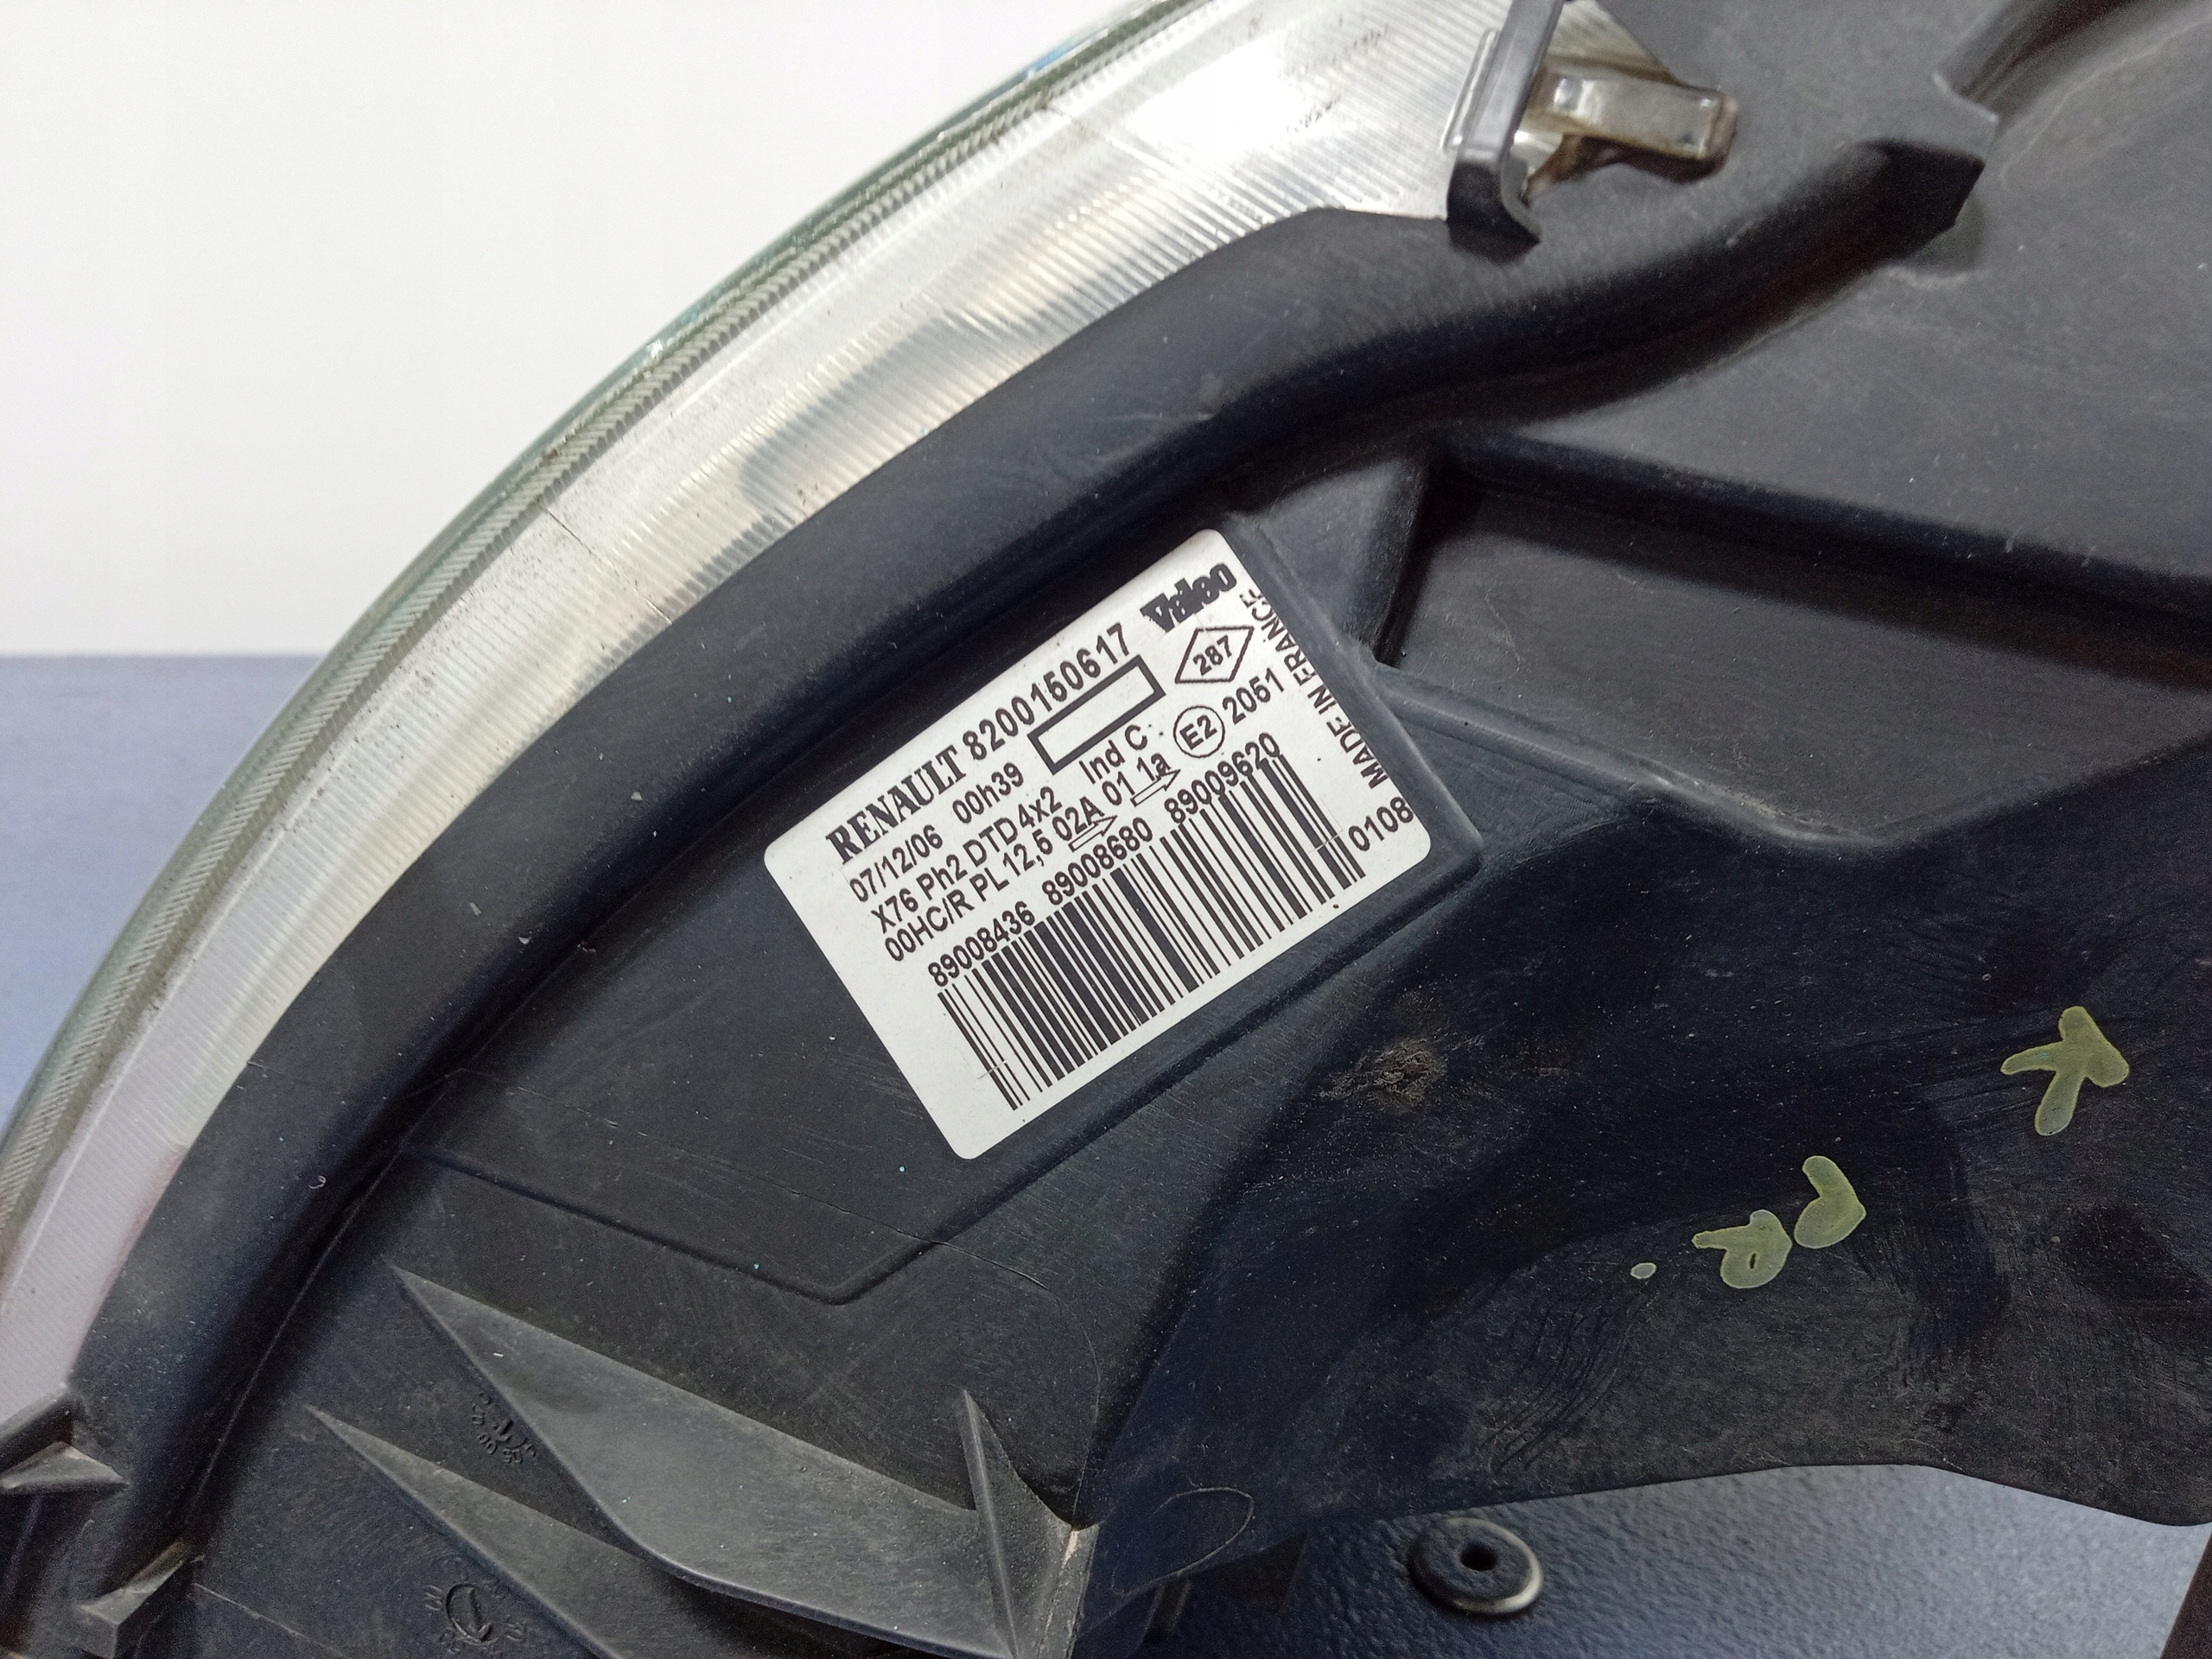 Valeo
RENAULT 8200150617
287
07/12/06 00h39
X76 Ph2 DTD 4x2 Ind C
00HC/R PL 12,5 02A 01 1a E2 2051
89008436 89008680 89009620
MADE IN FRANCE
0108